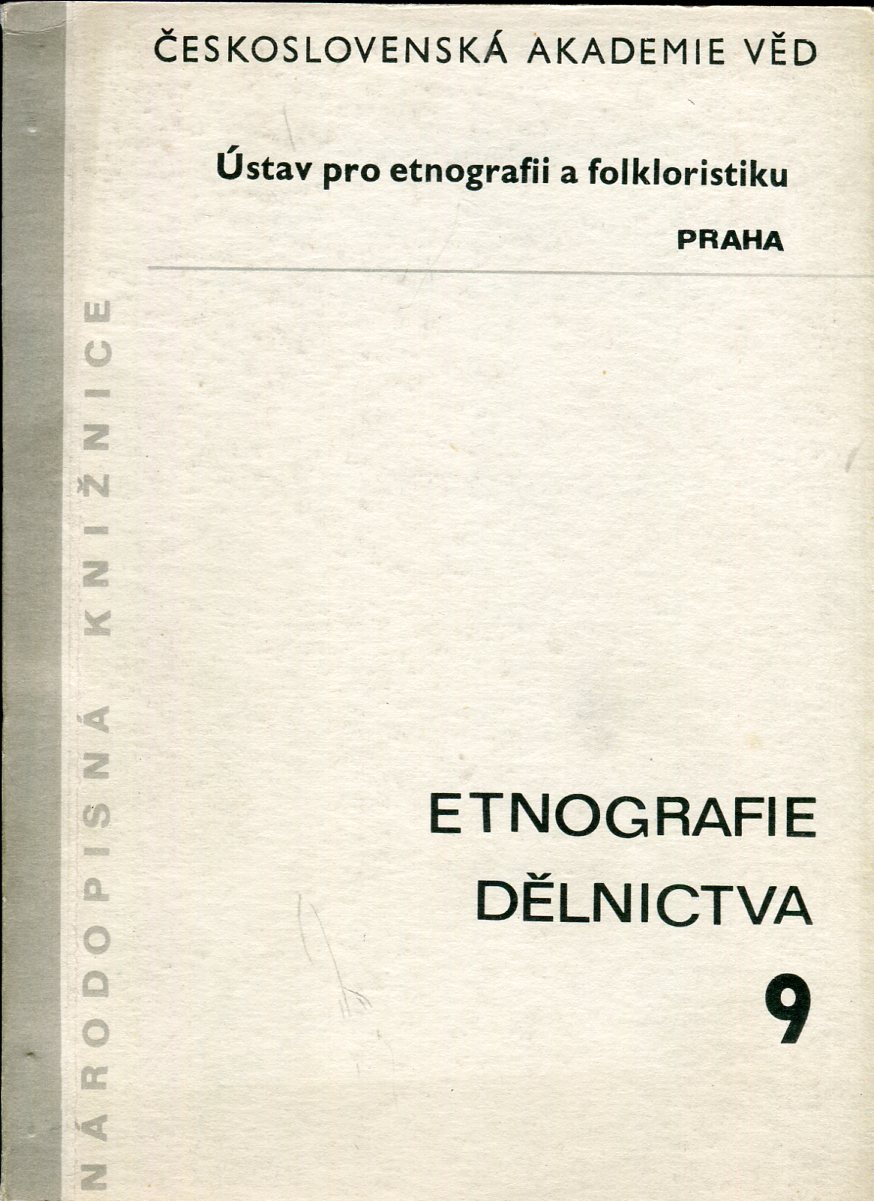 ČESKOSLOVENSKÁ AKADEMIE VĚD
Ústav pro etnografii a folkloristiku
PRAHA
NÁRODOPISNÁ KNIŽNICE
ETNOGRAFIE
DĚLNICTVA
9